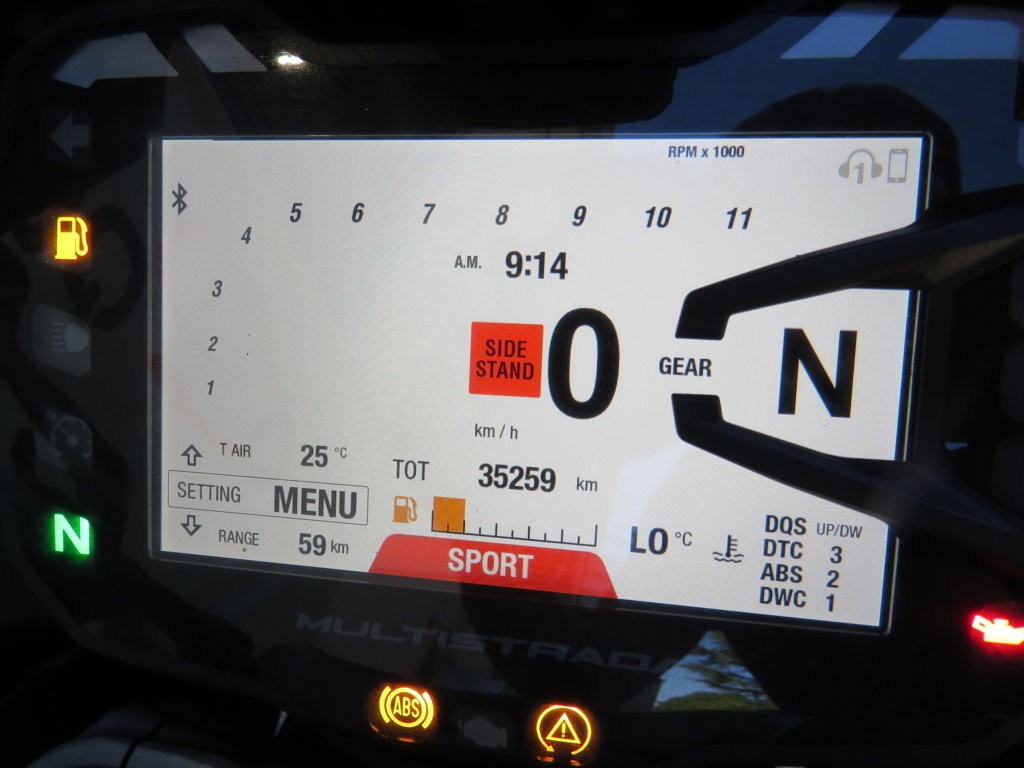 RPM x 1000
1
5 6 7 8 9 10 11
4
A.M. 9:14
3
SIDE
STAND
0
GEAR
N
2
1
km / h
T AIR 25 °C
TOT 35259 km
SETTING MENU
RANGE 59 km
SPORT
LO °C
DQS UP/DW
DTC 3
ABS 2
DWC 1
N
MULTISTRADA
ABS